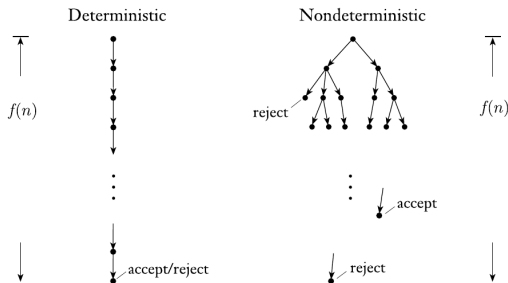 Deterministic
Nondeterministic
f(n)
reject
f(n)
accept
accept/reject
reject